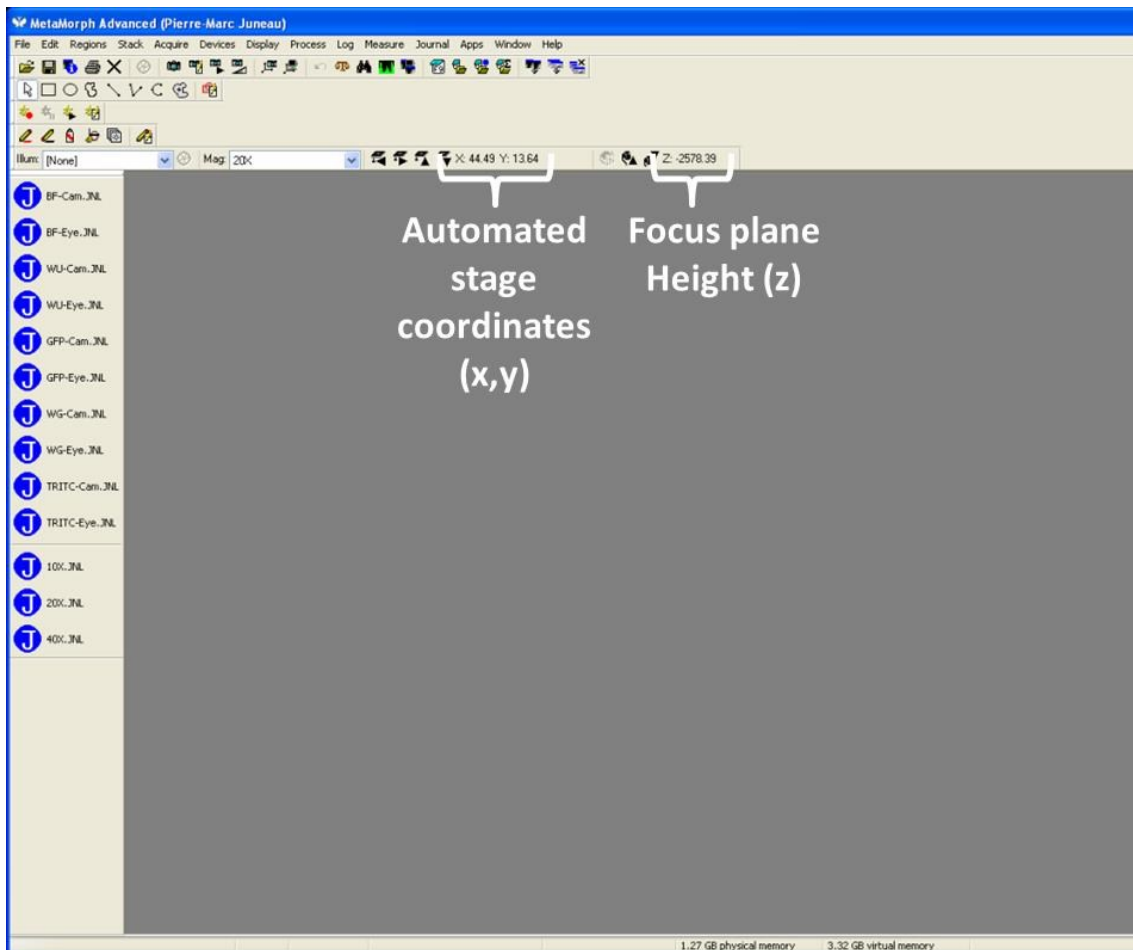 MetaMorph Advanced (Pierre-Marc Juneau)
File Edit Regions Stack Acquire Devices Display Process Log Measure Journal Apps Window Help
Illum: [None] Mag: 20X X: 44.49 Y: 13.64 Z: -2578.39
BF-Cam.JNL
BF-Eye.JNL
WU-Cam.JNL
WU-Eye.JNL
GFP-Cam.JNL
GFP-Eye.JNL
WG-Cam.JNL
WG-Eye.JNL
TRITC-Cam.JNL
TRITC-Eye.JNL
10X.JNL
20X.JNL
40X.JNL
Automated
stage
coordinates
(x,y)
Focus plane
Height (z)
1.27 GB physical memory 3.32 GB virtual memory